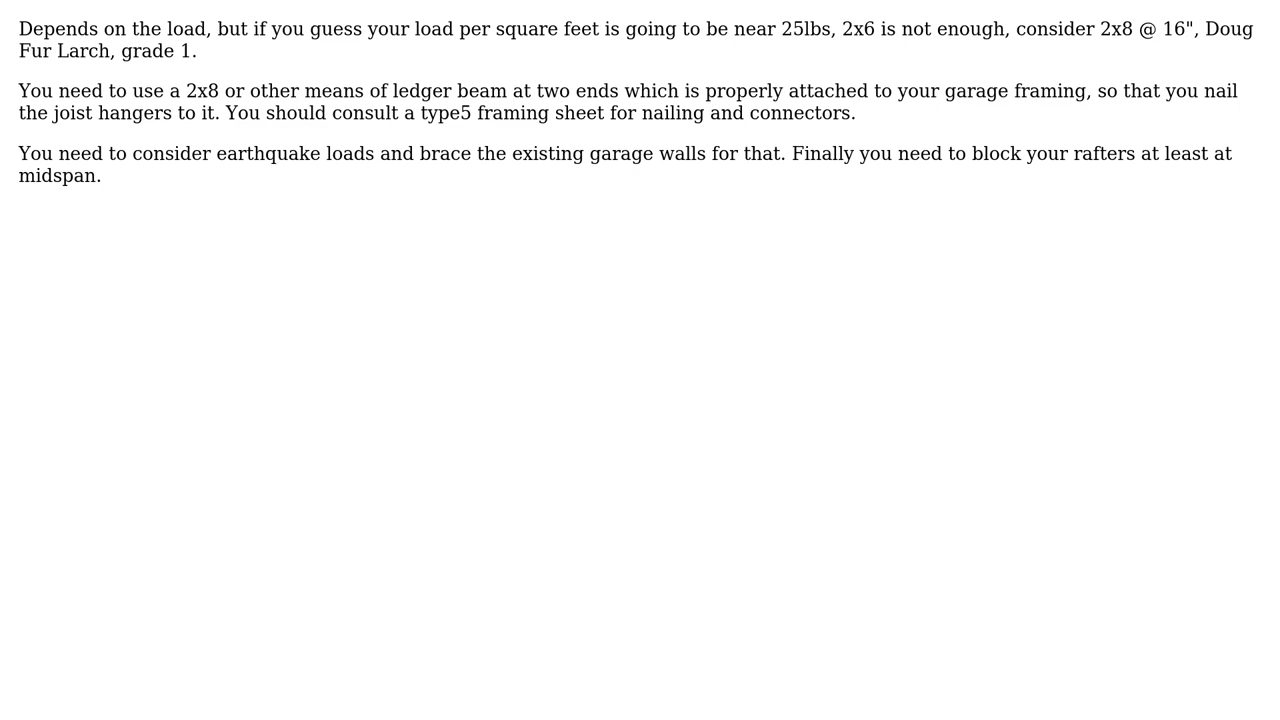 Depends on the load, but if you guess your load per square feet is going to be near 25lbs, 2x6 is not enough, consider 2x8 @ 16", Doug
Fur Larch, grade 1.
You need to use a 2x8 or other means of ledger beam at two ends which is properly attached to your garage framing, so that you nail
the joist hangers to it. You should consult a type5 framing sheet for nailing and connectors.
You need to consider earthquake loads and brace the existing garage walls for that. Finally you need to block your rafters at least at
midspan.